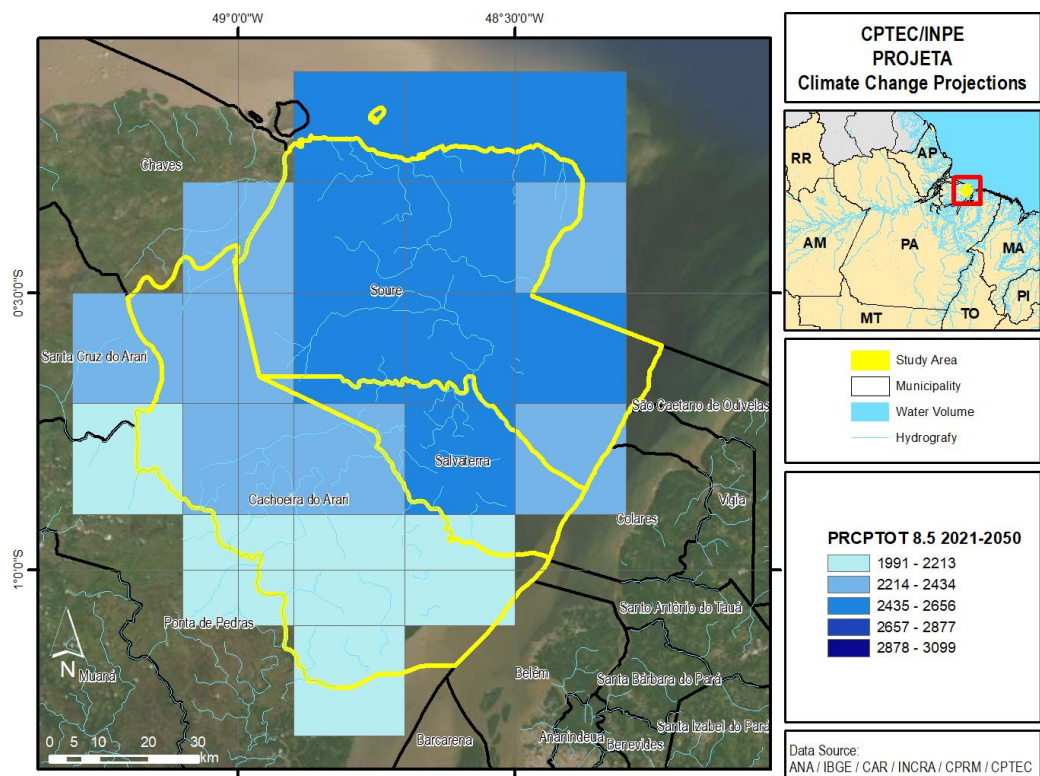 49°0'0"W
48°30'0"W
CPTEC/INPE
PROJETA
Climate Change Projections
Chaves
RR
AP
AM
PA
MA
PI
MT
TO
0°30'0"S
Soure
Santa Cruz do Arari
São Caetano de Odivelas
Study Area
Municipality
Water Volume
Hydrografy
Salvaterra
Cachoeira do Arari
Vigia
Colares
1°0'0"S
PRCPTOT 8.5 2021-2050
1991 - 2213
2214 - 2434
2435 - 2656
2657 - 2877
2878 - 3099
Santo Antônio do Tauá
Ponta de Pedras
N
Muaná
Belém
Santa Bárbara do Pará
Santa Izabel do Pará
Ananindeua
Benevides
Barcarena
0 5 10 20 30
km
Data Source:
ANA / IBGE / CAR / INCRA / CPRM / CPTEC